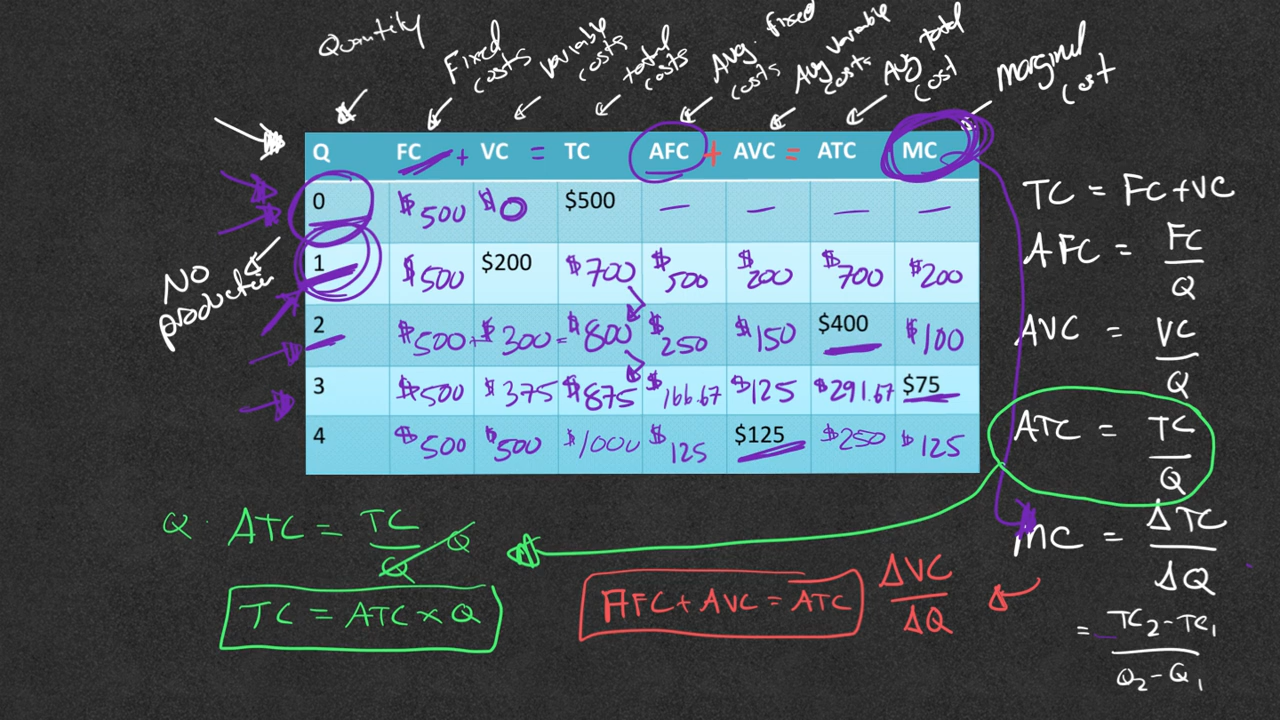 Quantity
Fixed costs
variable costs
total costs
Avg. fixed costs
Avg variable costs
Avg total cost
marginal cost
Q FC + VC = TC AFC + AVC = ATC MC
0 $500 $0 $500 — — — —
1 $500 $200 $700 $500 $200 $700 $200
2 $500 + $300 = $800 $250 $150 $400 $100
3 $500 $375 $875 $166.67 $125 $291.67 $75
4 $500 $500 $1000 $125 $125 $250 $125
No
production
TC = FC+VC
AFC = FC/Q
AVC = VC/Q
ATC = TC/Q
MC = ΔTC/ΔQ
= TC2-TC1/Q2-Q1
Q · ATC = TC/Q · Q
TC = ATC x Q
AFC + AVC = ATC
ΔVC/ΔQ